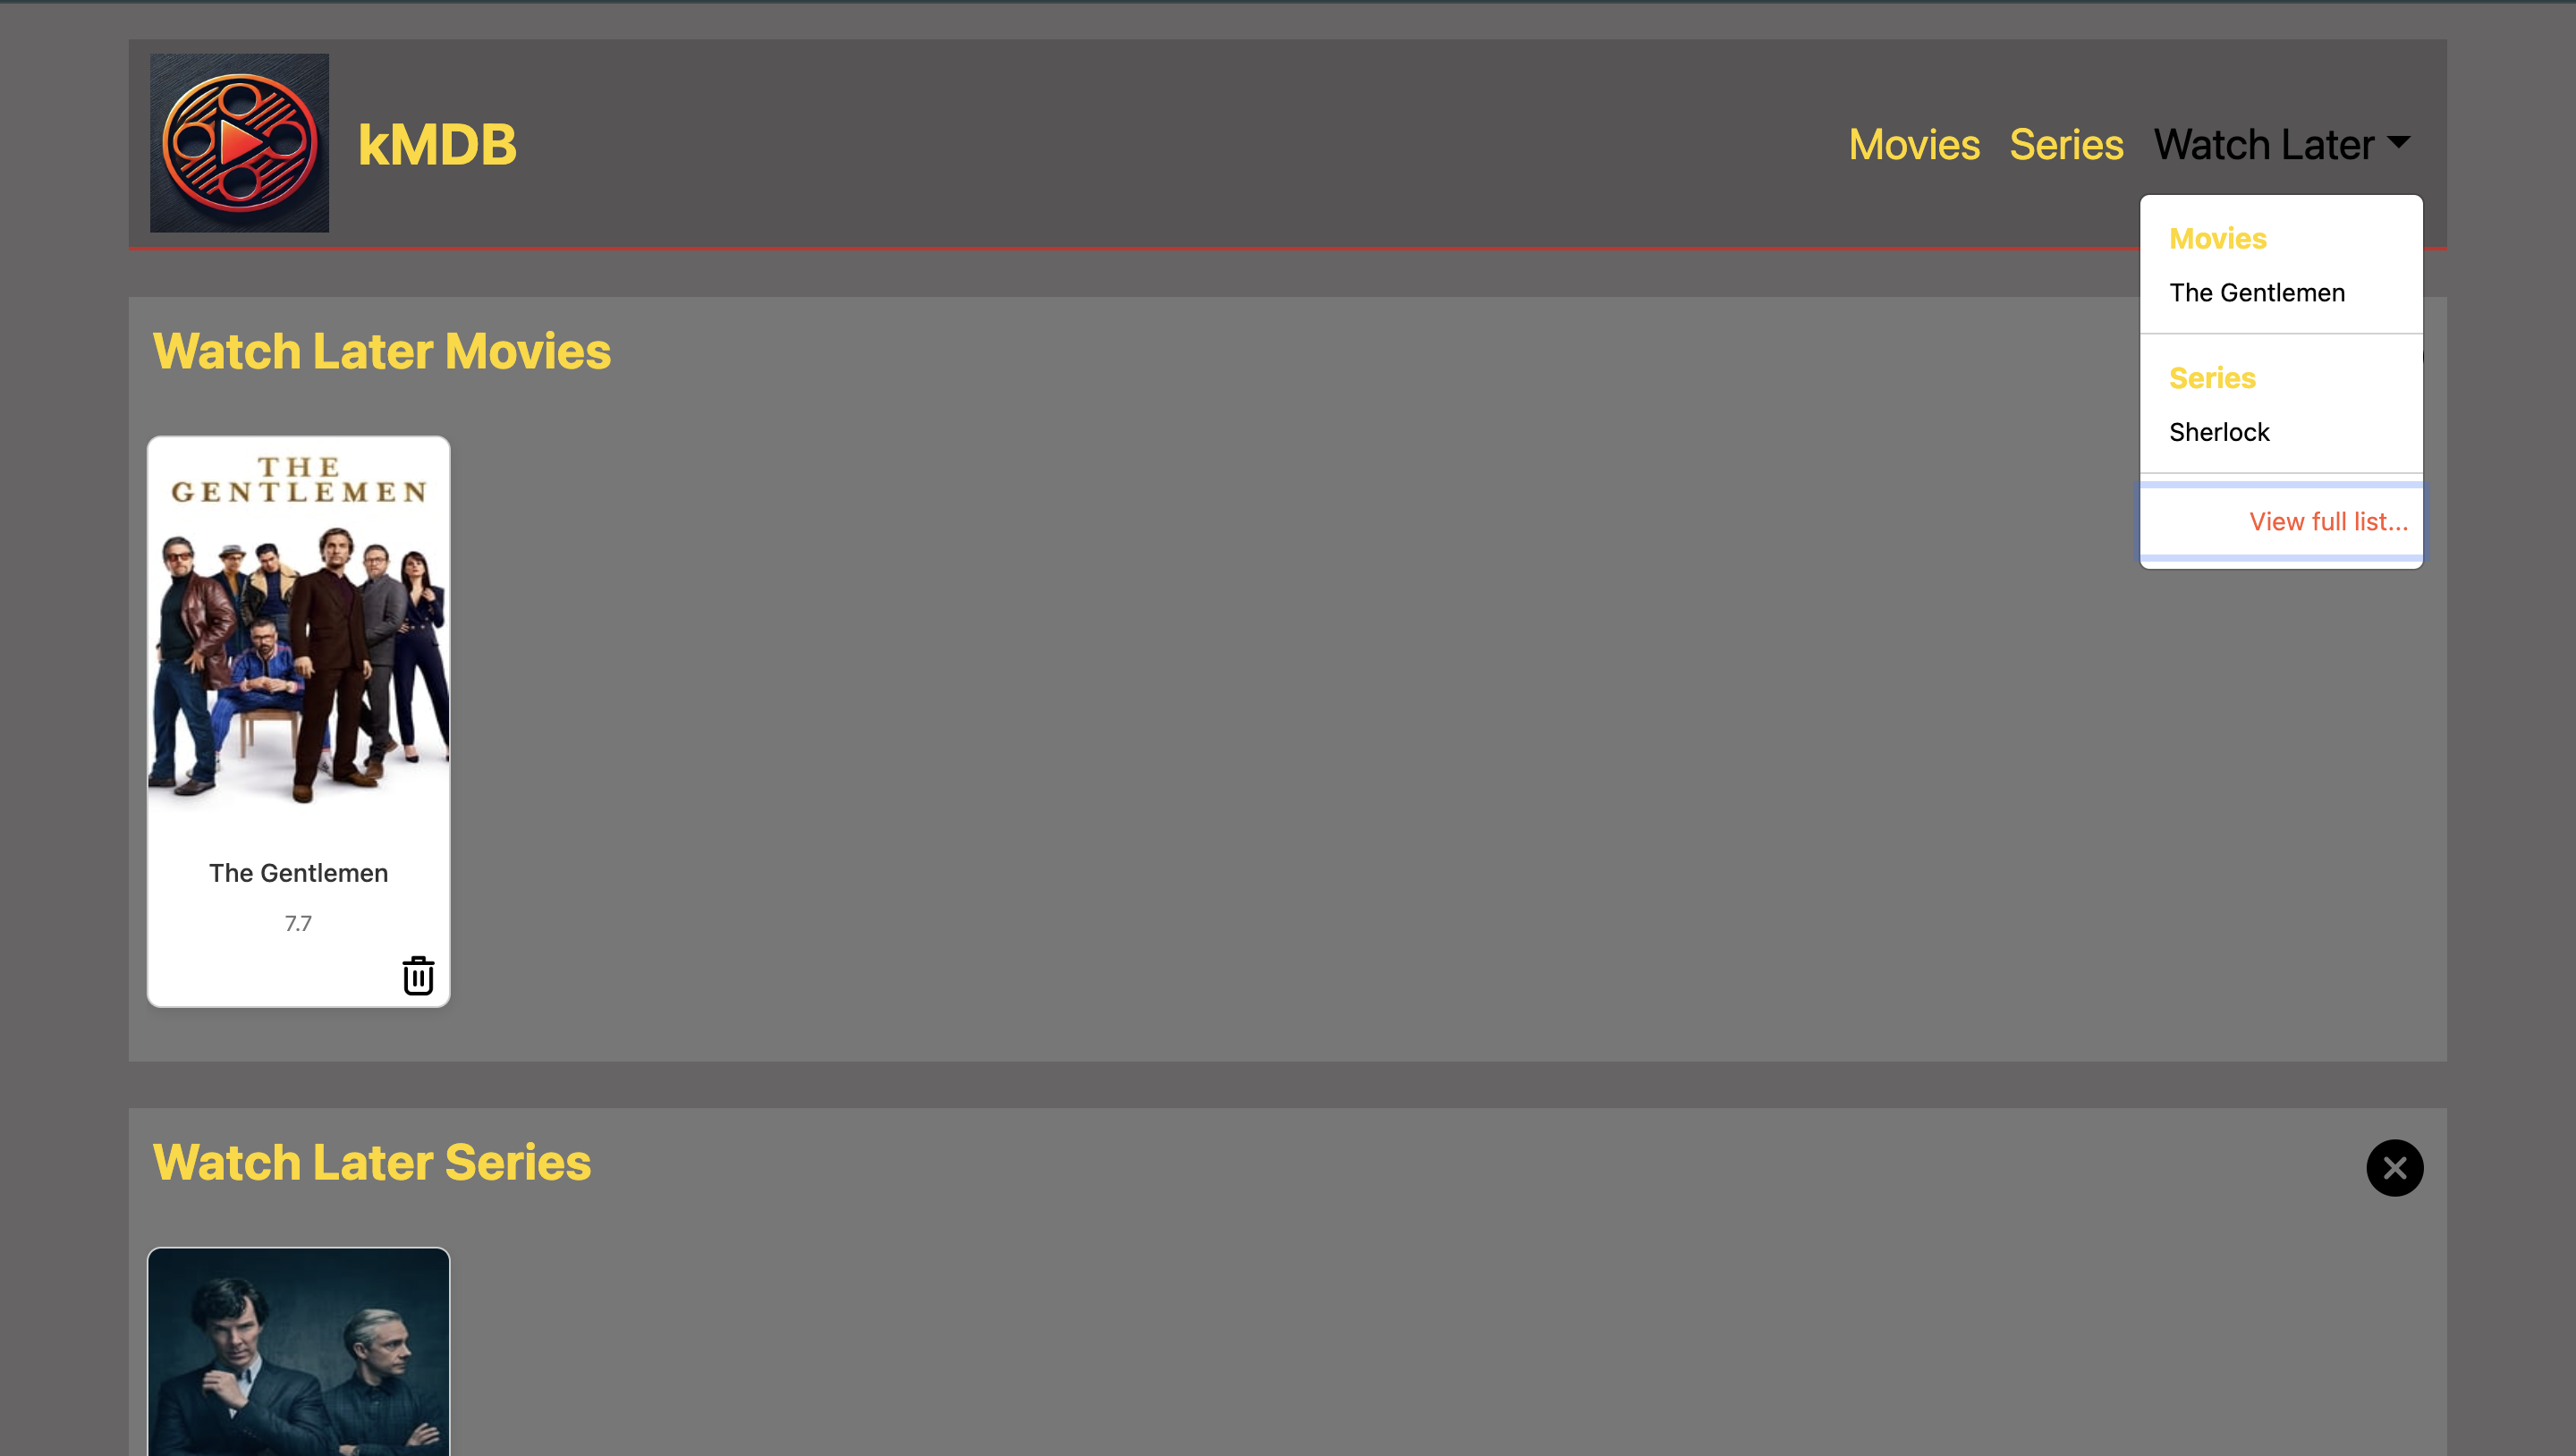 kMDB
Movies Series Watch Later
Movies
The Gentlemen
Series
Sherlock
View full list...
Watch Later Movies
THE
GENTLEMEN
The Gentlemen
7.7
Watch Later Series